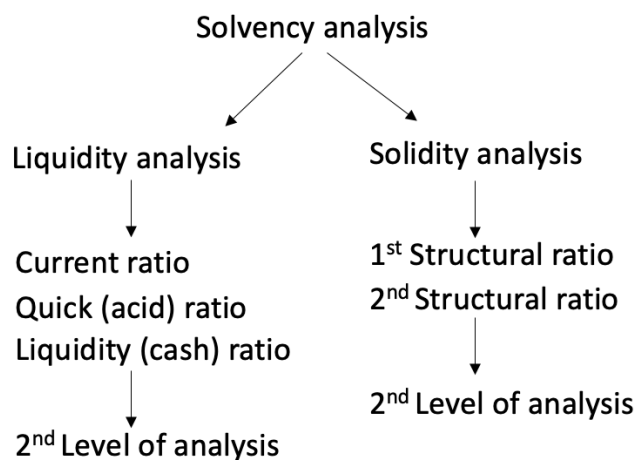 Solvency analysis
Liquidity analysis
Solidity analysis
Current ratio
Quick (acid) ratio
Liquidity (cash) ratio
1st Structural ratio
2nd Structural ratio
2nd Level of analysis
2nd Level of analysis